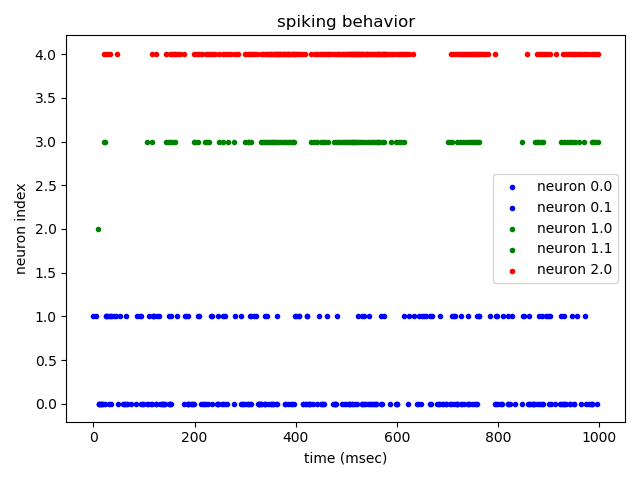 spiking behavior
4.0
3.5
3.0
2.5
2.0
1.5
1.0
0.5
0.0
neuron index
neuron 0.0
neuron 0.1
neuron 1.0
neuron 1.1
neuron 2.0
0 200 400 600 800 1000
time (msec)